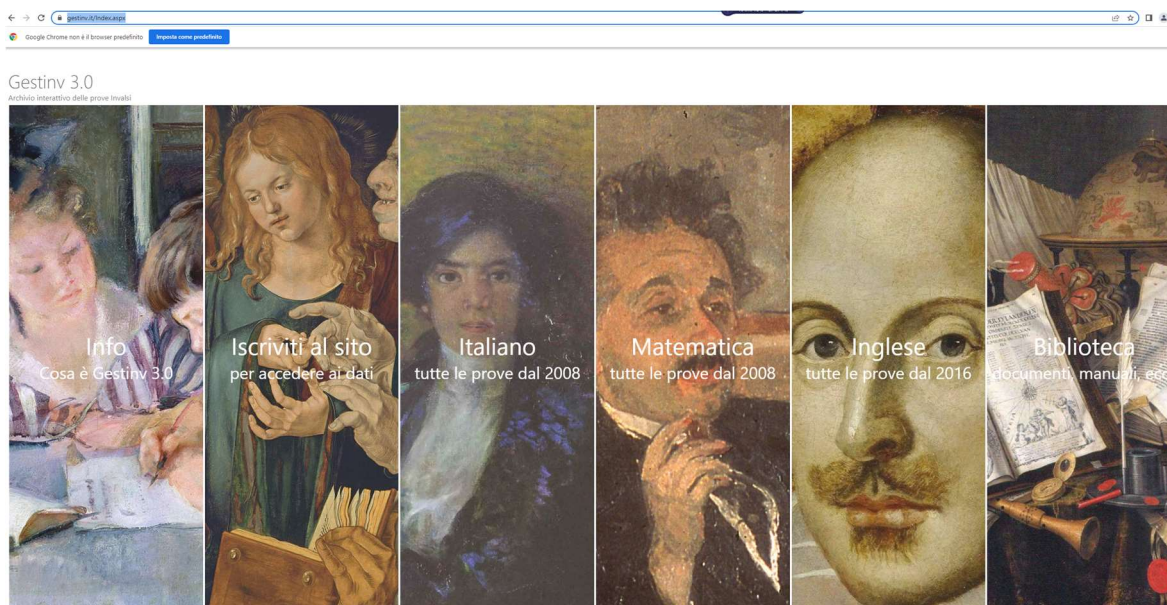 gestinv.it/Index.aspx
Google Chrome non è il browser predefinito Imposta come predefinito
Gestinv 3.0
Archivio interattivo delle prove Invalsi
Info
Cosa è Gestinv 3.0
Iscriviti al sito
per accedere ai dati
Italiano
tutte le prove dal 2008
Matematica
tutte le prove dal 2008
Inglese
tutte le prove dal 2016
Biblioteca
documenti, manuali, ecc